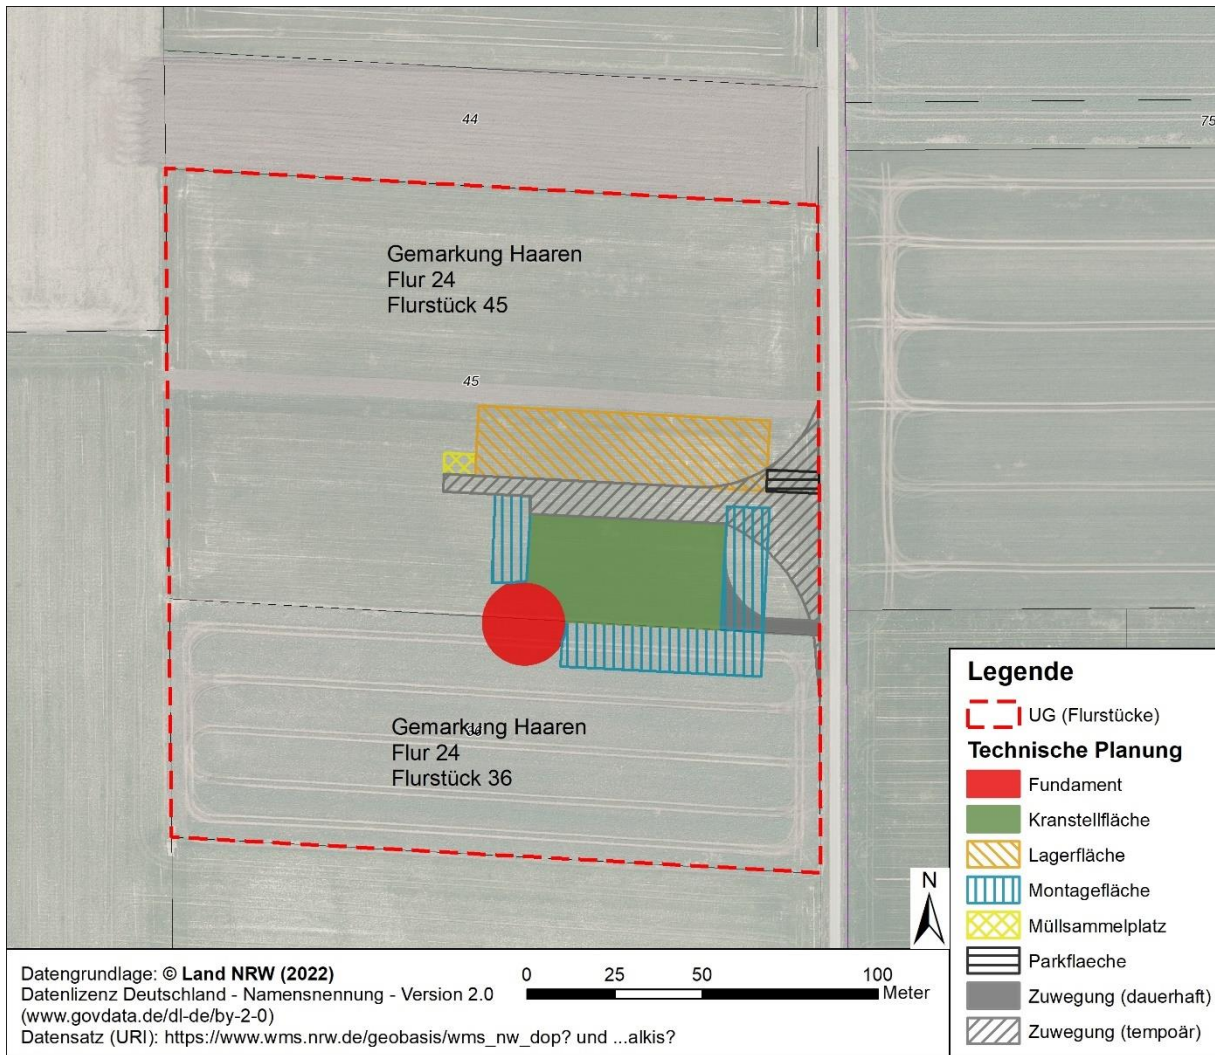 44
75
Gemarkung Haaren
Flur 24
Flurstück 45
45
Gemarkung Haaren
36
Flur 24
Flurstück 36
Legende
UG (Flurstücke)
Technische Planung
Fundament
Kranstellfläche
Lagerfläche
Montagefläche
Müllsammelplatz
Parkflaeche
Zuwegung (dauerhaft)
Zuwegung (tempoär)
N
Datengrundlage: © Land NRW (2022)
Datenlizenz Deutschland - Namensnennung - Version 2.0
(www.govdata.de/dl-de/by-2-0)
Datensatz (URI): https://www.wms.nrw.de/geobasis/wms_nw_dop? und ...alkis?
0 25 50 100
Meter